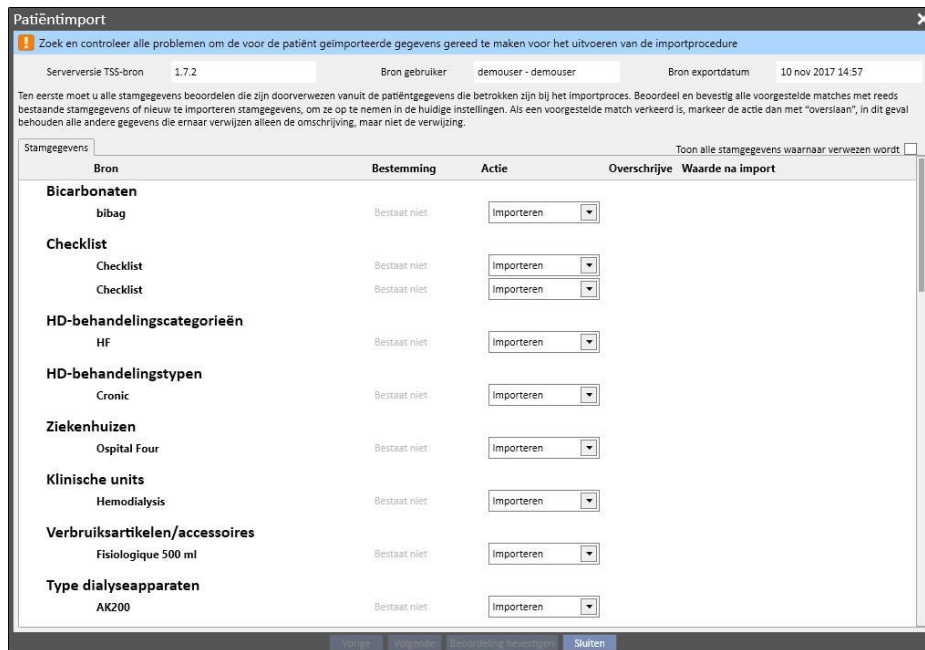 Patiëntimport
Zoek en controleer alle problemen om de voor de patiënt geïmporteerde gegevens gereed te maken voor het uitvoeren van de importprocedure
Serverversie TSS-bron 1.7.2 Bron gebruiker demouser - demouser Bron exportdatum 10 nov 2017 14:57
Ten eerste moet u alle stamgegevens beoordelen die zijn doorverwezen vanuit de patiëntgegevens die betrokken zijn bij het importproces. Beoordeel en bevestig alle voorgestelde matches met reeds
bestaande stamgegevens of nieuw te importeren stamgegevens, om ze op te nemen in de huidige instellingen. Als een voorgestelde match verkeerd is, markeer de actie dan met "overslaan", in dit geval
behouden alle andere gegevens die ernaar verwijzen alleen de omschrijving, maar niet de verwijzing.
Stamgegevens Toon alle stamgegevens waarnaar verwezen wordt
Bron Bestemming Actie Overschrijve Waarde na import
Bicarbonaten
bibag Bestaat niet Importeren
Checklist
Checklist Bestaat niet Importeren
Checklist Bestaat niet Importeren
HD-behandelingscategorieën
HF Bestaat niet Importeren
HD-behandelingstypen
Cronic Bestaat niet Importeren
Ziekenhuizen
Ospital Four Bestaat niet Importeren
Klinische units
Hemodialysis Bestaat niet Importeren
Verbruiksartikelen/accessoires
Fisiologique 500 ml Bestaat niet Importeren
Type dialyseapparaten
AK200 Bestaat niet Importeren
Vorige Volgende Beoordeling bevestigen Sluiten